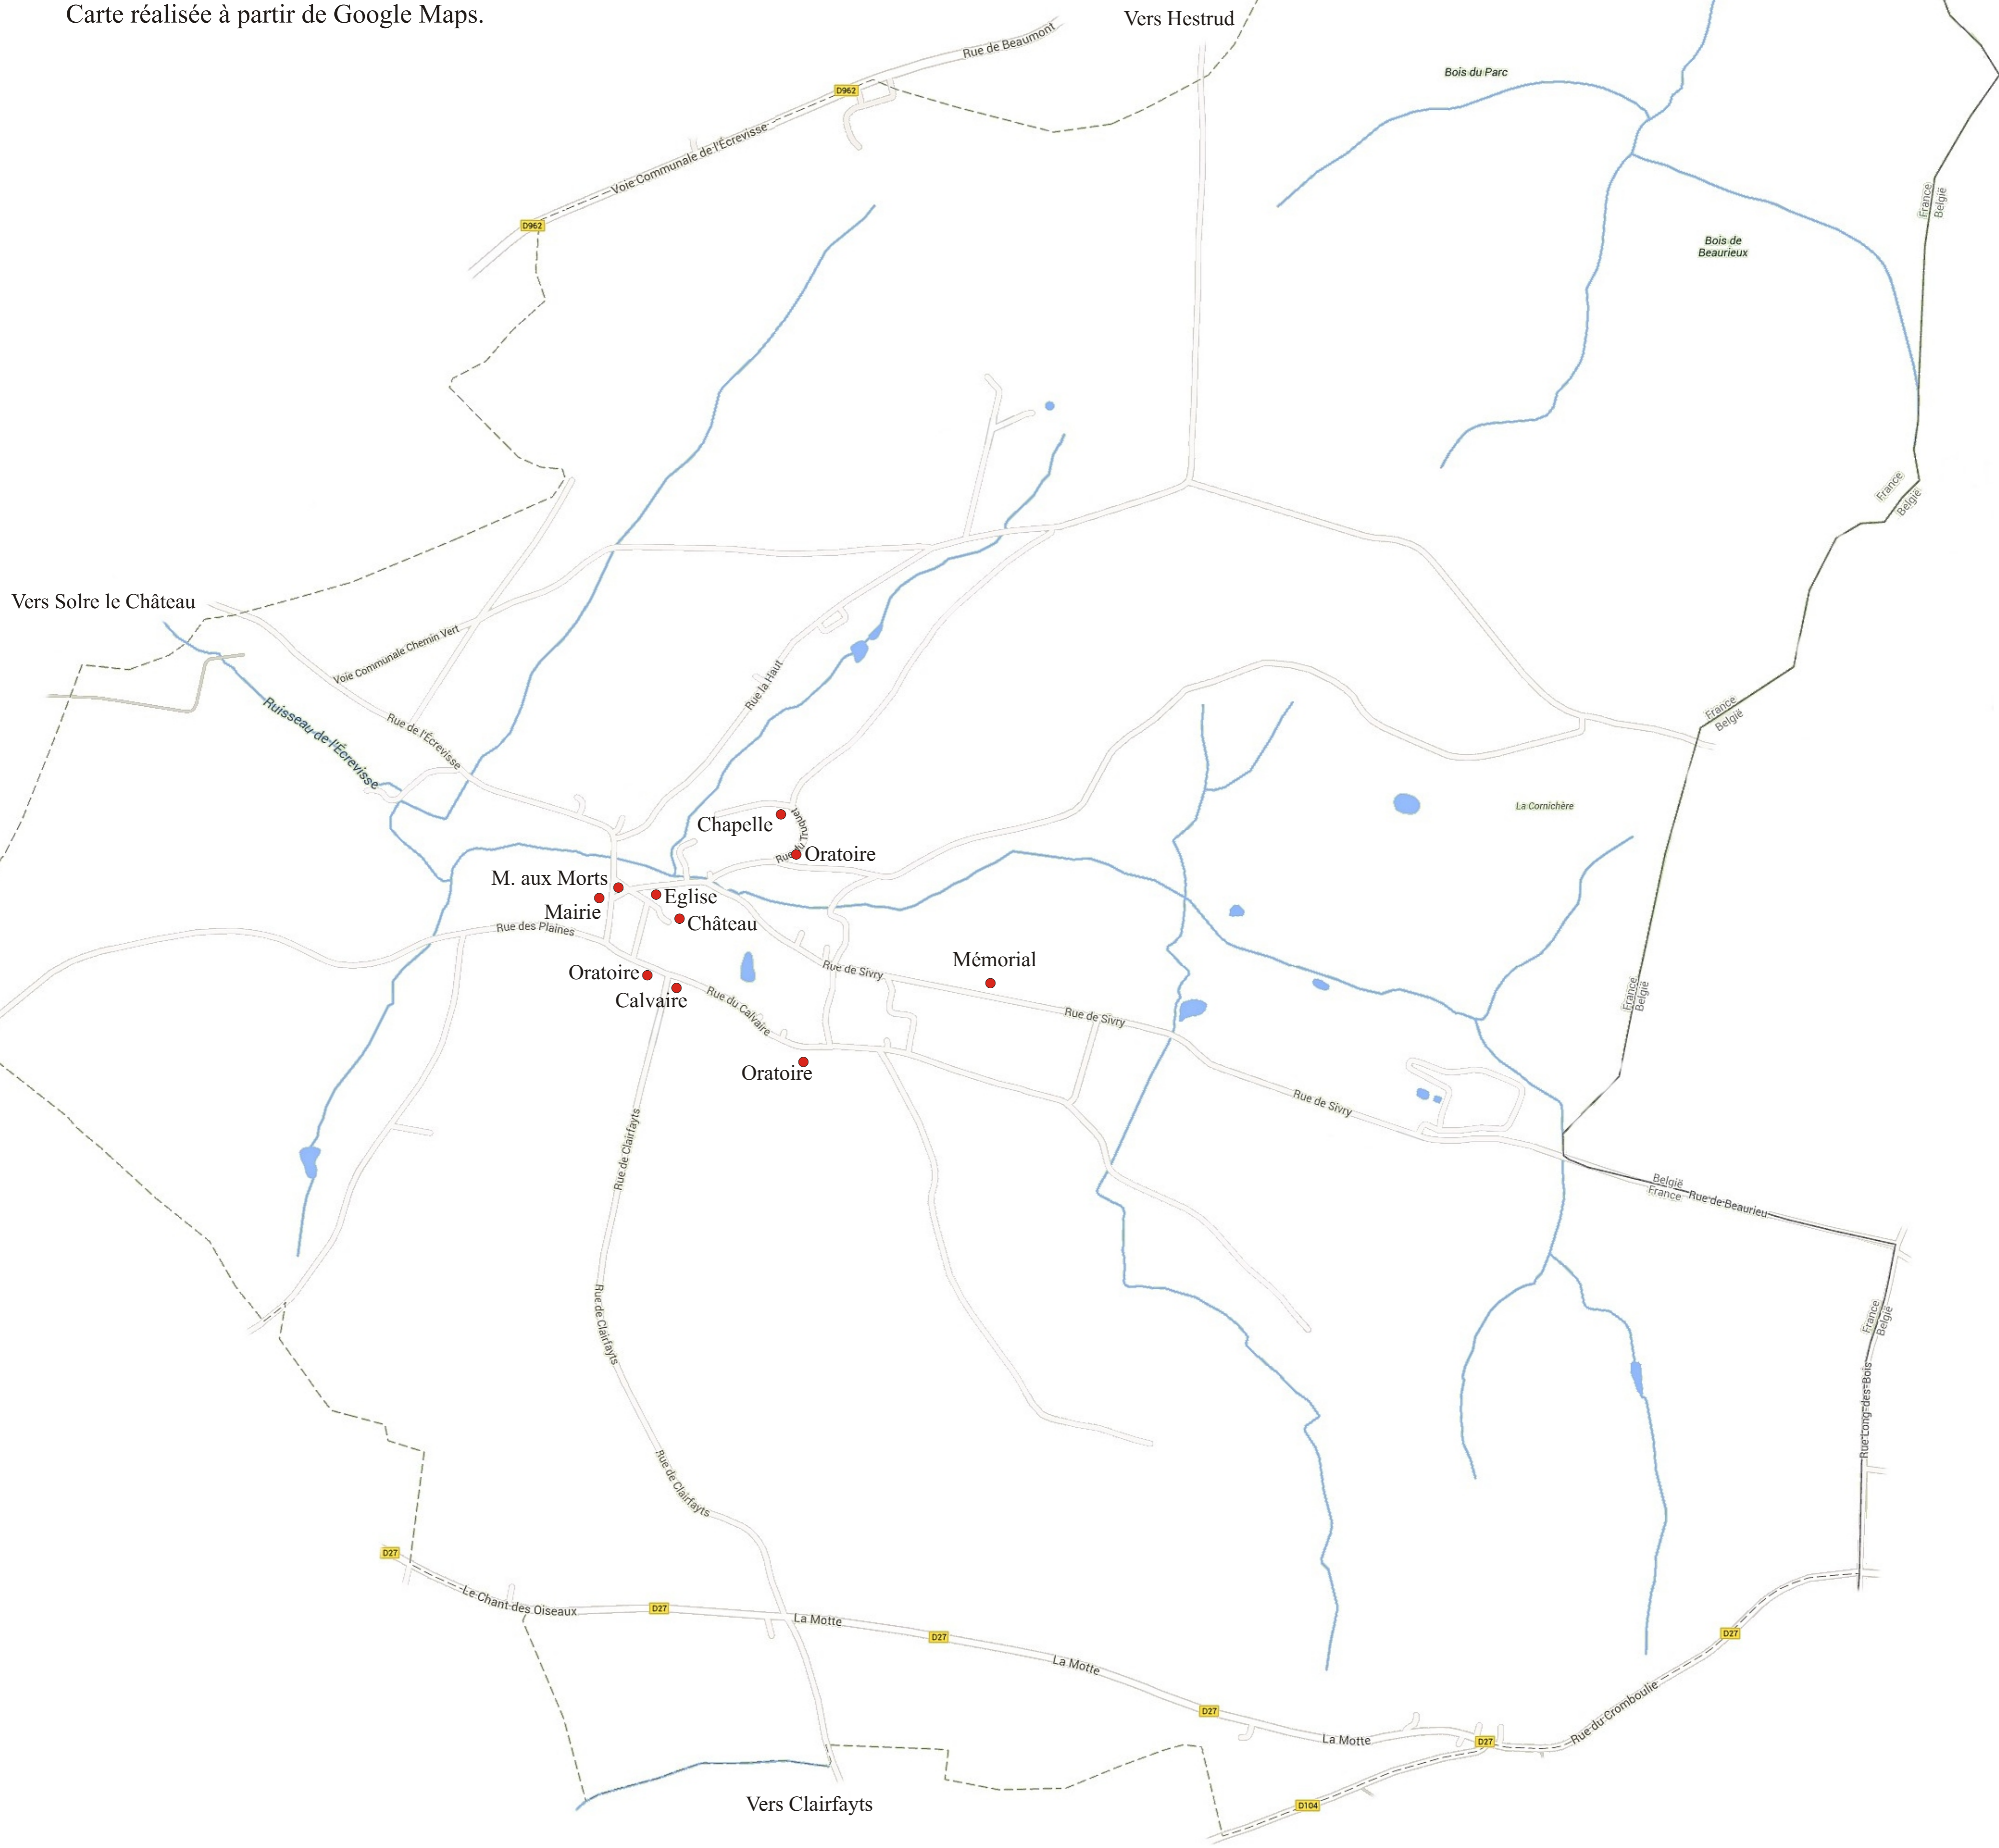 Carte réalisée à partir de Google Maps.
Vers Hestrud
Rue de Beaumont
Bois du Parc
D962
Voie Communale de l'Écrevisse
D962
France
België
Bois de
Beaurieux
France
België
Vers Solre le Château
Voie Communale Chemin Vert
Rue la Haut
Ruisseau de l'Écrevisse
Rue de l'Écrevisse
France
België
La Cornichère
Chapelle
Rue du Truquet
Oratoire
M. aux Morts
Eglise
Mairie
Château
Rue des Plaines
Mémorial
Oratoire
Rue de Sivry
Calvaire
Rue du Calvaire
France
België
Rue de Sivry
Oratoire
Rue de Sivry
Rue de Clairfayts
België
France
Rue de Beaurieu
Rue de Clairfayts
France
België
Rue Long-des-Bois
Rue de Clairfayts
D27
Le Chant des Oiseaux
D27
La Motte
D27
D27
La Motte
Rue du Cromboulie
D27
La Motte
D27
Vers Clairfayts
D104